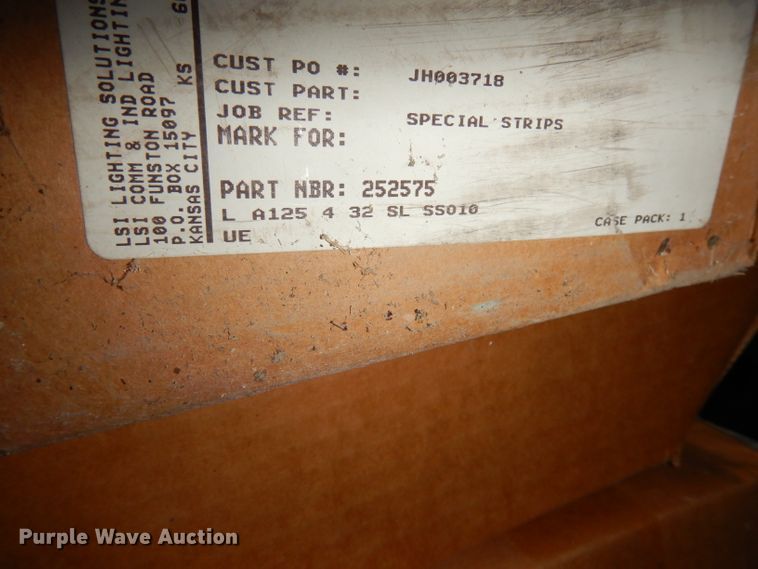 LSI LIGHTING SOLUTIONS
LSI COMM & IND LIGHTING
100 FUNSTON ROAD
P.O. BOX 15097
KANSAS CITY KS
CUST PO #: JH003718
CUST PART:
JOB REF: SPECIAL STRIPS
MARK FOR:
PART NBR: 252575
L A125 4 32 SL SSO10
UE
CASE PACK: 1
Purple Wave Auction